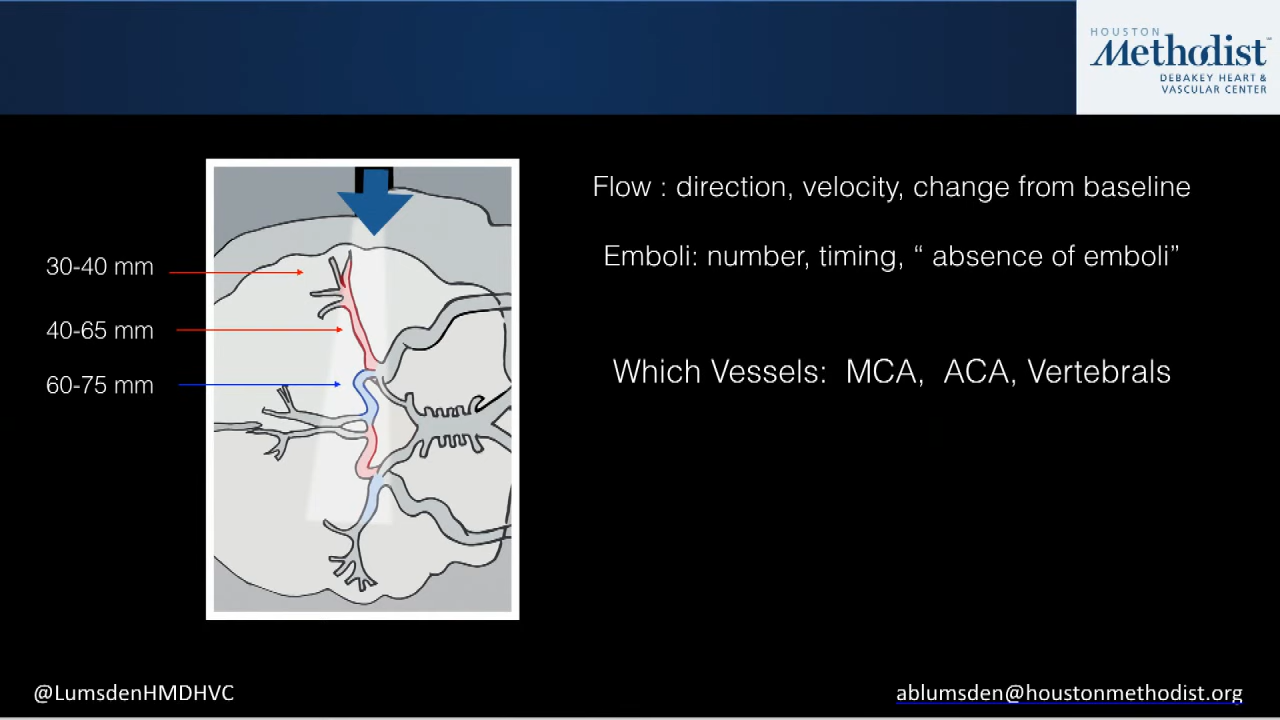 HOUSTON
Methodist
DEBAKEY HEART &
VASCULAR CENTER
Flow : direction, velocity, change from baseline
Emboli: number, timing, “ absence of emboli”
30-40 mm
40-65 mm
60-75 mm
Which Vessels: MCA, ACA, Vertebrals
@LumsdenHMDHVC
ablumsden@houstonmethodist.org